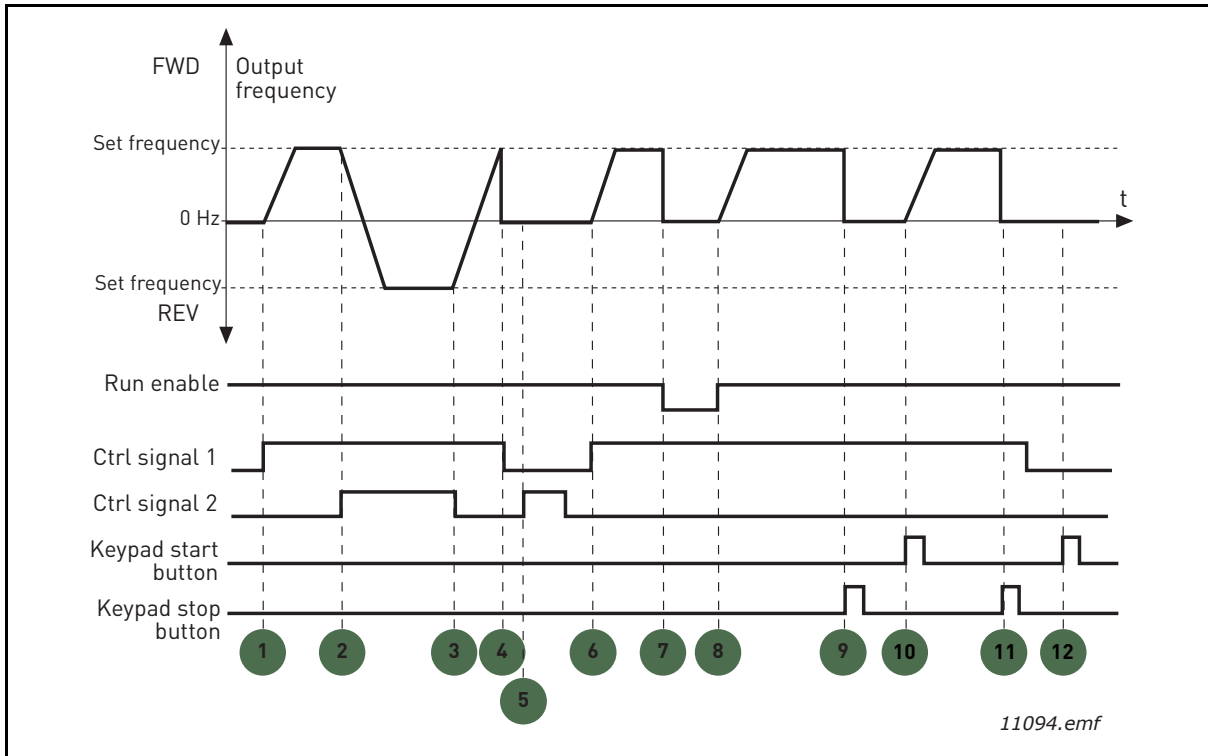 FWD
Output
frequency
Set frequency
0 Hz
t
Set frequency
REV
Run enable
Ctrl signal 1
Ctrl signal 2
Keypad start
button
Keypad stop
button
1 2 3 4 6 7 8 9 10 11 12
5
11094.emf